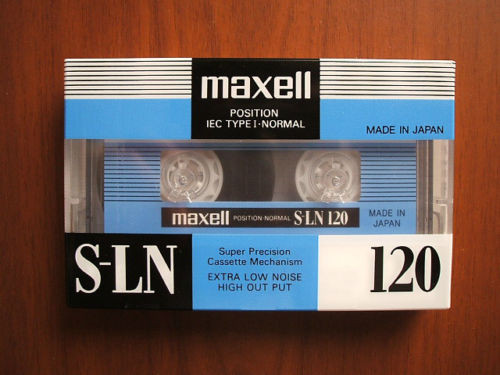 maxell
POSITION
IEC TYPE I·NORMAL
MADE IN JAPAN
maxell POSITION·NORMAL S-LN 120
MADE IN
JAPAN
S-LN
Super Precision
Cassette Mechanism
EXTRA LOW NOISE
HIGH OUT PUT
120